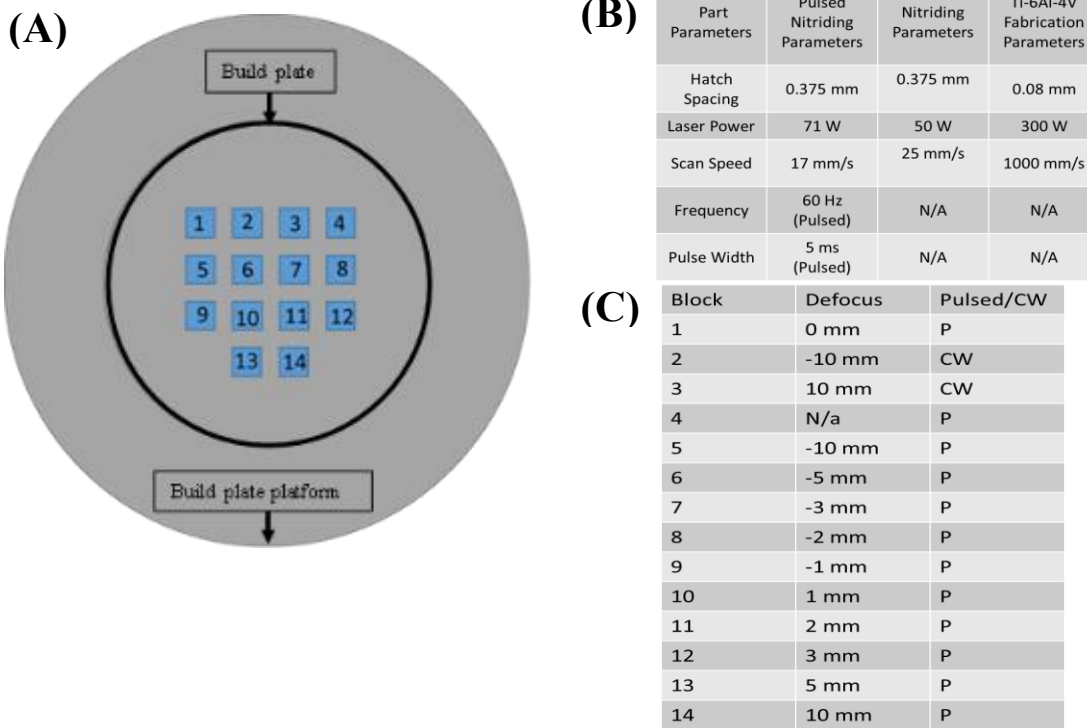 (A)
Build plate
1 2 3 4
5 6 7 8
9 10 11 12
13 14
Build plate platform
(B)
Part Parameters
Pulsed Nitriding Parameters
Nitriding Parameters
Ti-6Al-4V Fabrication Parameters
Hatch Spacing 0.375 mm 0.375 mm 0.08 mm
Laser Power 71 W 50 W 300 W
Scan Speed 17 mm/s 25 mm/s 1000 mm/s
Frequency 60 Hz (Pulsed) N/A N/A
Pulse Width 5 ms (Pulsed) N/A N/A
(C)
Block Defocus Pulsed/CW
1 0 mm P
2 -10 mm CW
3 10 mm CW
4 N/a P
5 -10 mm P
6 -5 mm P
7 -3 mm P
8 -2 mm P
9 -1 mm P
10 1 mm P
11 2 mm P
12 3 mm P
13 5 mm P
14 10 mm P